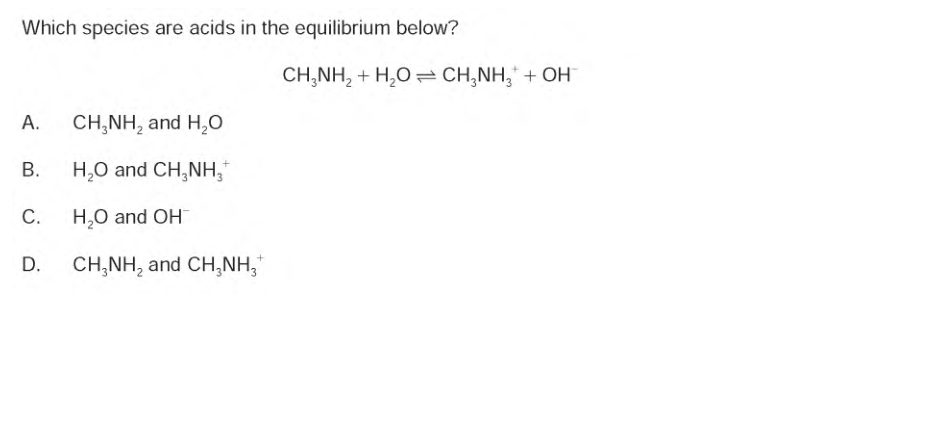 Which species are acids in the equilibrium below?
CH₃NH₂ + H₂O ⇌ CH₃NH₃⁺ + OH⁻
A. CH₃NH₂ and H₂O
B. H₂O and CH₃NH₃⁺
C. H₂O and OH⁻
D. CH₃NH₂ and CH₃NH₃⁺